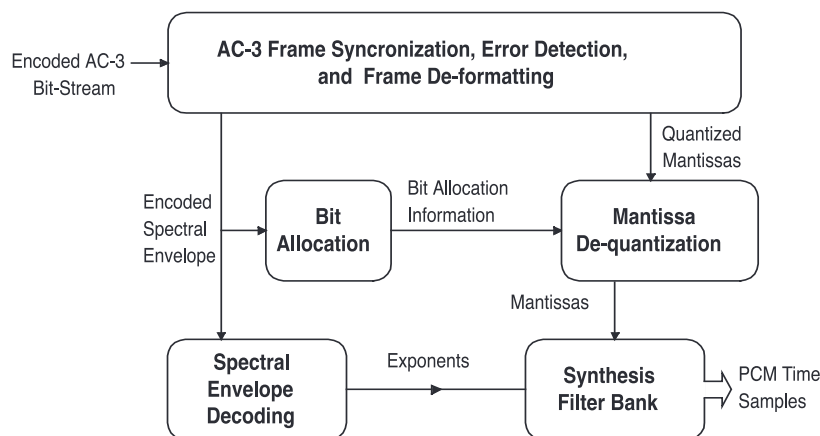 AC-3 Frame Syncronization, Error Detection,
and Frame De-formatting
Encoded AC-3
Bit-Stream
Quantized
Mantissas
Encoded
Spectral
Envelope
Bit
Allocation
Bit Allocation
Information
Mantissa
De-quantization
Mantissas
Spectral
Envelope
Decoding
Exponents
Synthesis
Filter Bank
PCM Time
Samples